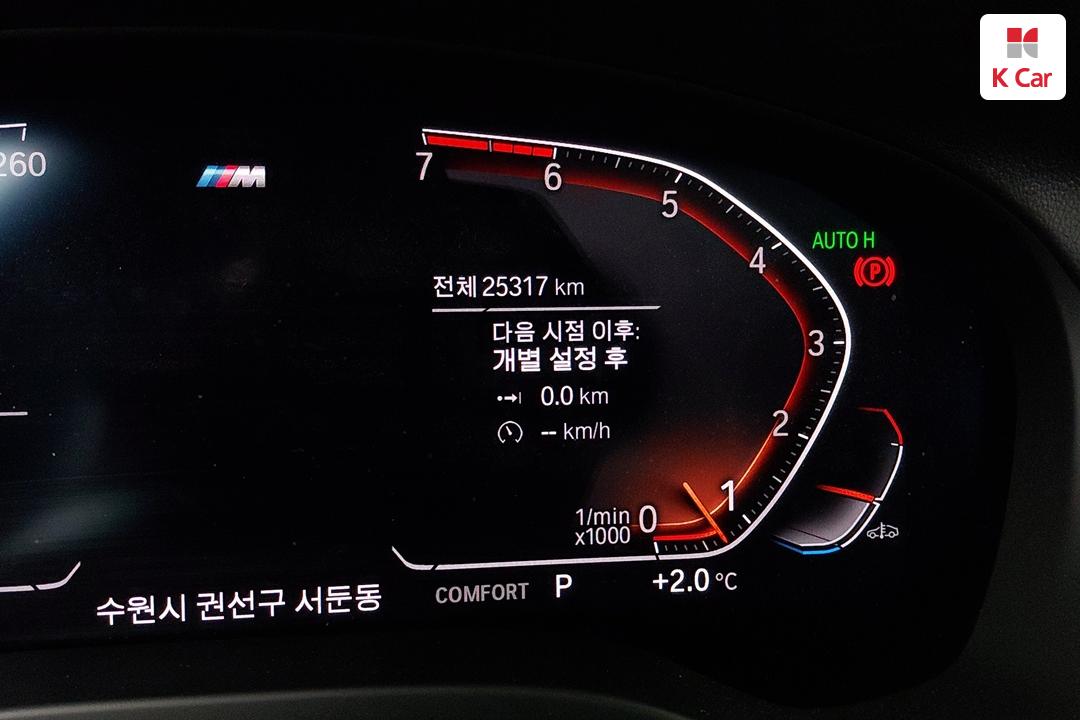 K Car
260
M
7
6
5
4
3
2
1
0
AUTO H
P
전체 25317 km
다음 시점 이후:
개별 설정 후
0.0 km
-- km/h
1/min
x1000
수원시 권선구 서둔동
COMFORT P +2.0 °C